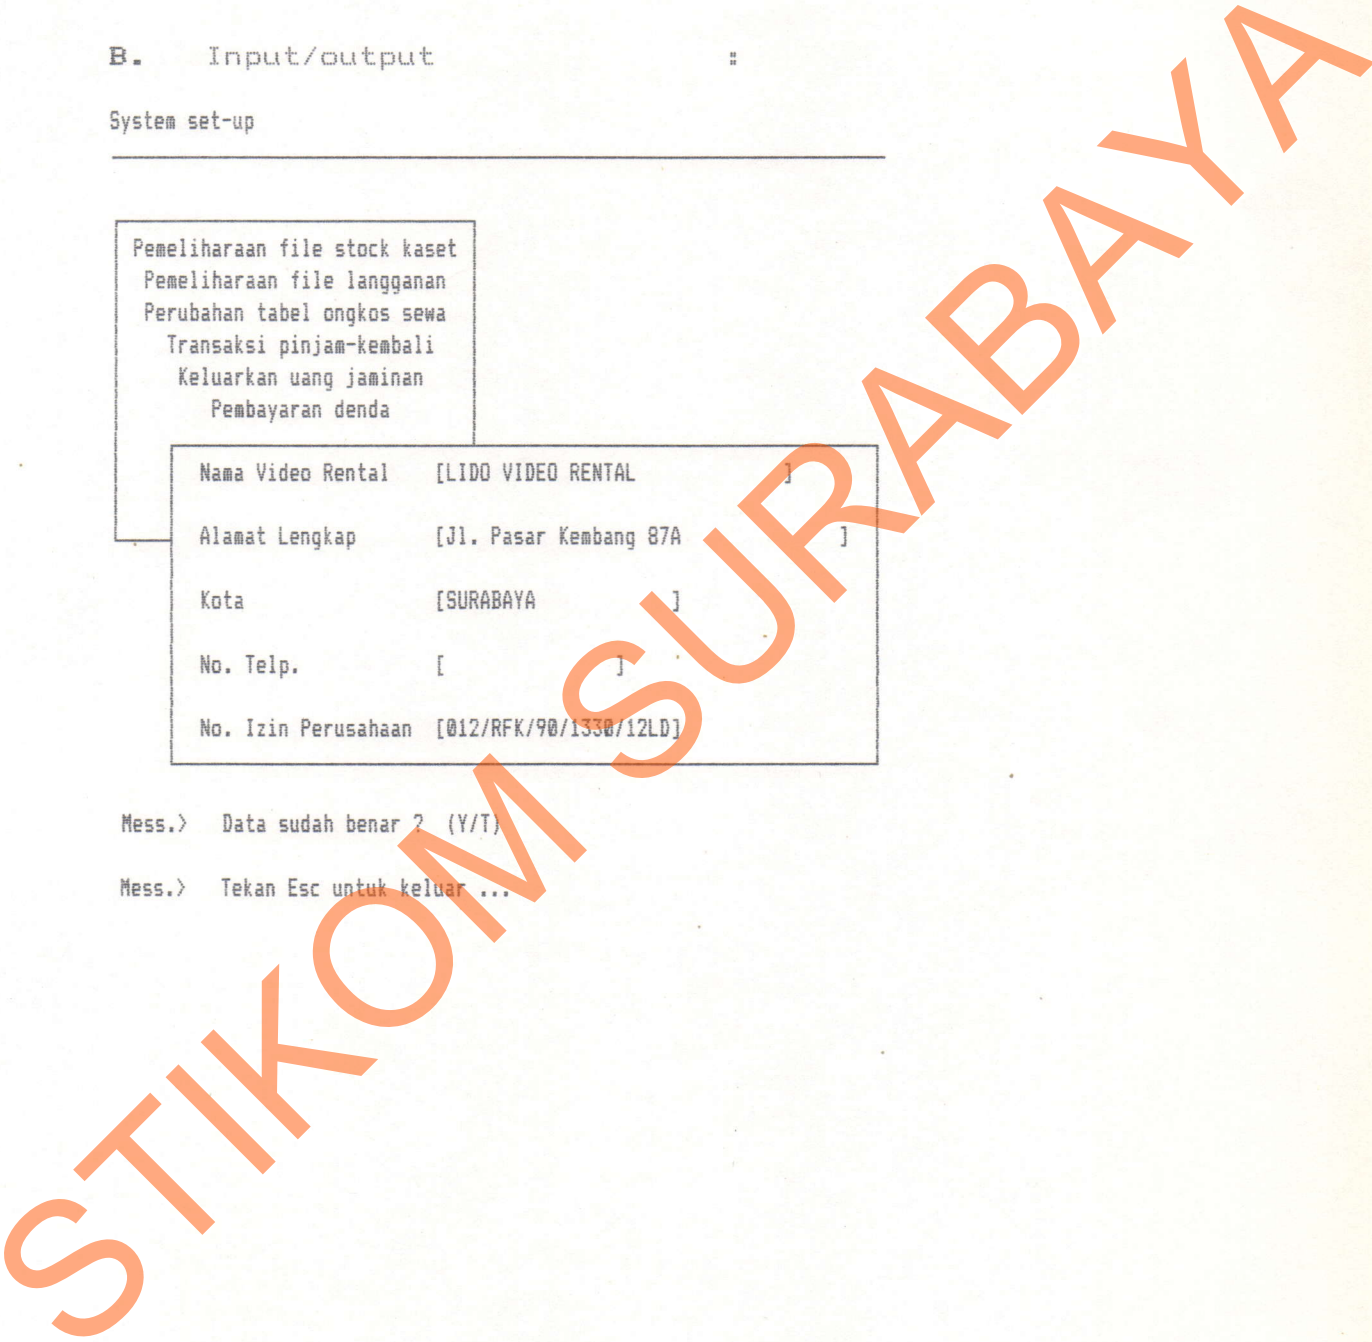 B. Input/output :
System set-up
Pemeliharaan file stock kaset
Pemeliharaan file langganan
Perubahan tabel ongkos sewa
Transaksi pinjam-kembali
Keluarkan uang jaminan
Pembayaran denda
Nama Video Rental [LIDO VIDEO RENTAL ]
Alamat Lengkap [Jl. Pasar Kembang 87A ]
Kota [SURABAYA ]
No. Telp. [ ]
No. Izin Perusahaan [012/RFK/90/1330/12LD]
Mess.> Data sudah benar ? (Y/T)
Mess.> Tekan Esc untuk keluar ...
STIKOM SURABAYA